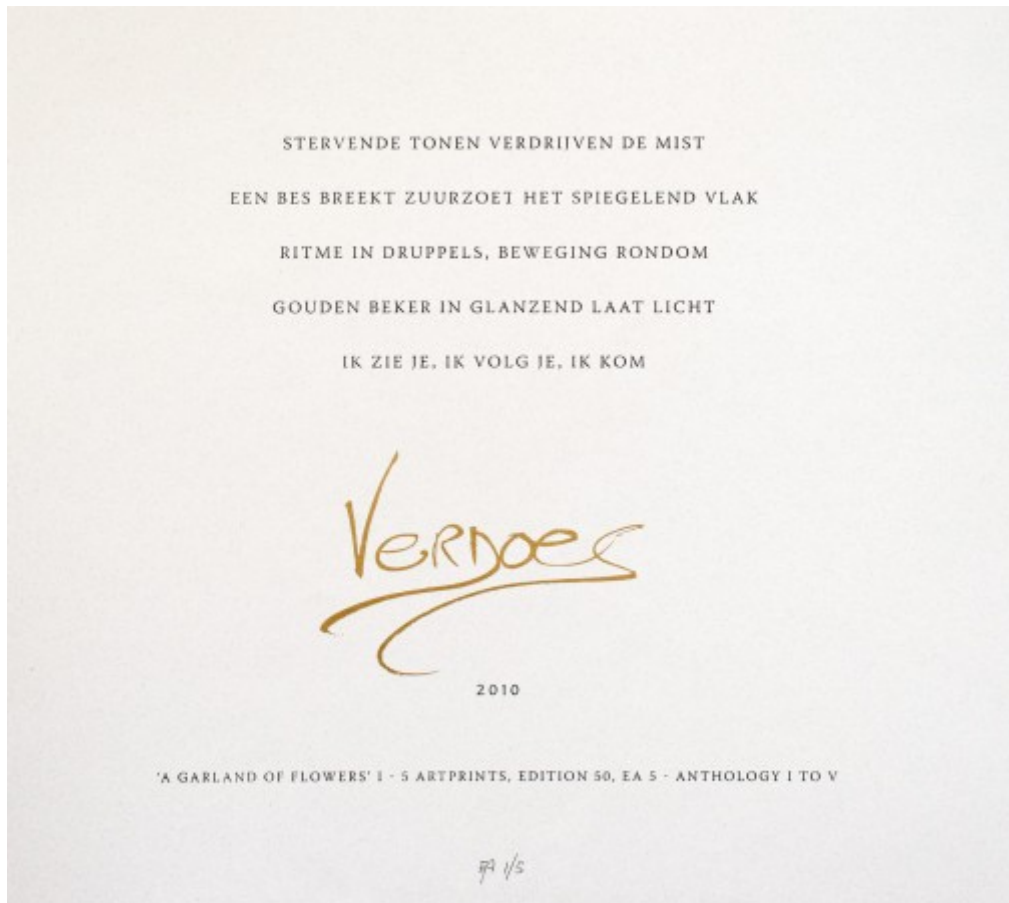 STERVENDE TONEN VERDRIJVEN DE MIST
EEN BES BREEKT ZUURZOET HET SPIEGELEND VLAK
RITME IN DRUPPELS, BEWEGING RONDOM
GOUDEN BEKER IN GLANZEND LAAT LICHT
IK ZIE JE, IK VOLG JE, IK KOM
VERDOES
2010
'A GARLAND OF FLOWERS' I - 5 ARTPRINTS, EDITION 50, EA 5 - ANTHOLOGY I TO V
EA 1/5